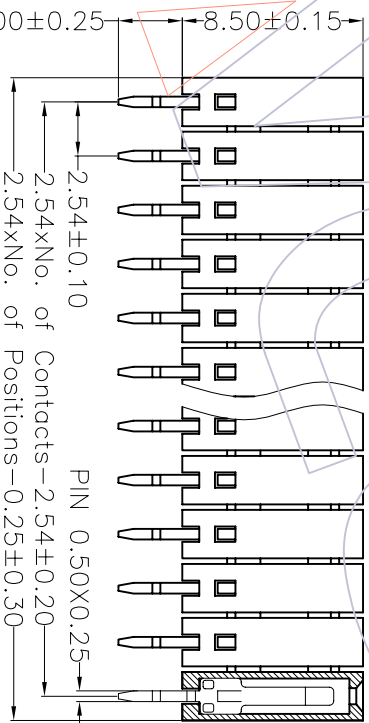 00±0.25
8.50±0.15
2.54±0.10
PIN 0.50X0.25
2.54xNo. of Contacts-2.54±0.20
2.54xNo. of Positions-0.25±0.30